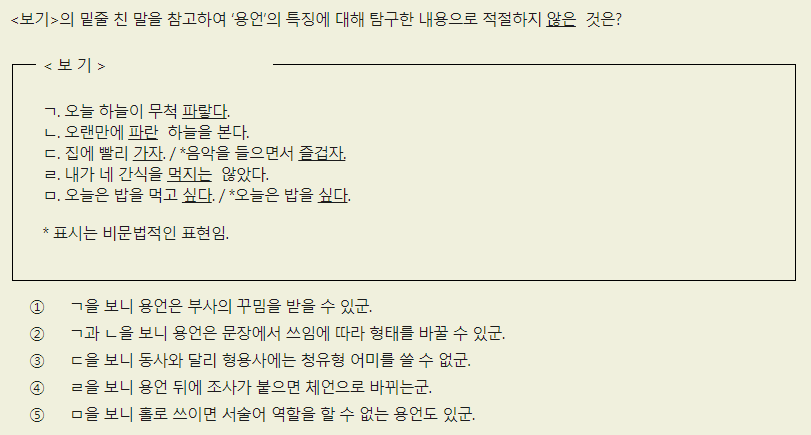 <보기>의 밑줄 친 말을 참고하여 ‘용언’의 특징에 대해 탐구한 내용으로 적절하지 않은 것은?
< 보 기 >
ㄱ. 오늘 하늘이 무척 파랗다.
ㄴ. 오랜만에 파란 하늘을 본다.
ㄷ. 집에 빨리 가자. / *음악을 들으면서 즐겁자.
ㄹ. 내가 네 간식을 먹지는 않았다.
ㅁ. 오늘은 밥을 먹고 싶다. / *오늘은 밥을 싶다.
* 표시는 비문법적인 표현임.
① ㄱ을 보니 용언은 부사의 꾸밈을 받을 수 있군.
② ㄱ과 ㄴ을 보니 용언은 문장에서 쓰임에 따라 형태를 바꿀 수 있군.
③ ㄷ을 보니 동사와 달리 형용사에는 청유형 어미를 쓸 수 없군.
④ ㄹ을 보니 용언 뒤에 조사가 붙으면 체언으로 바뀌는군.
⑤ ㅁ을 보니 홀로 쓰이면 서술어 역할을 할 수 없는 용언도 있군.